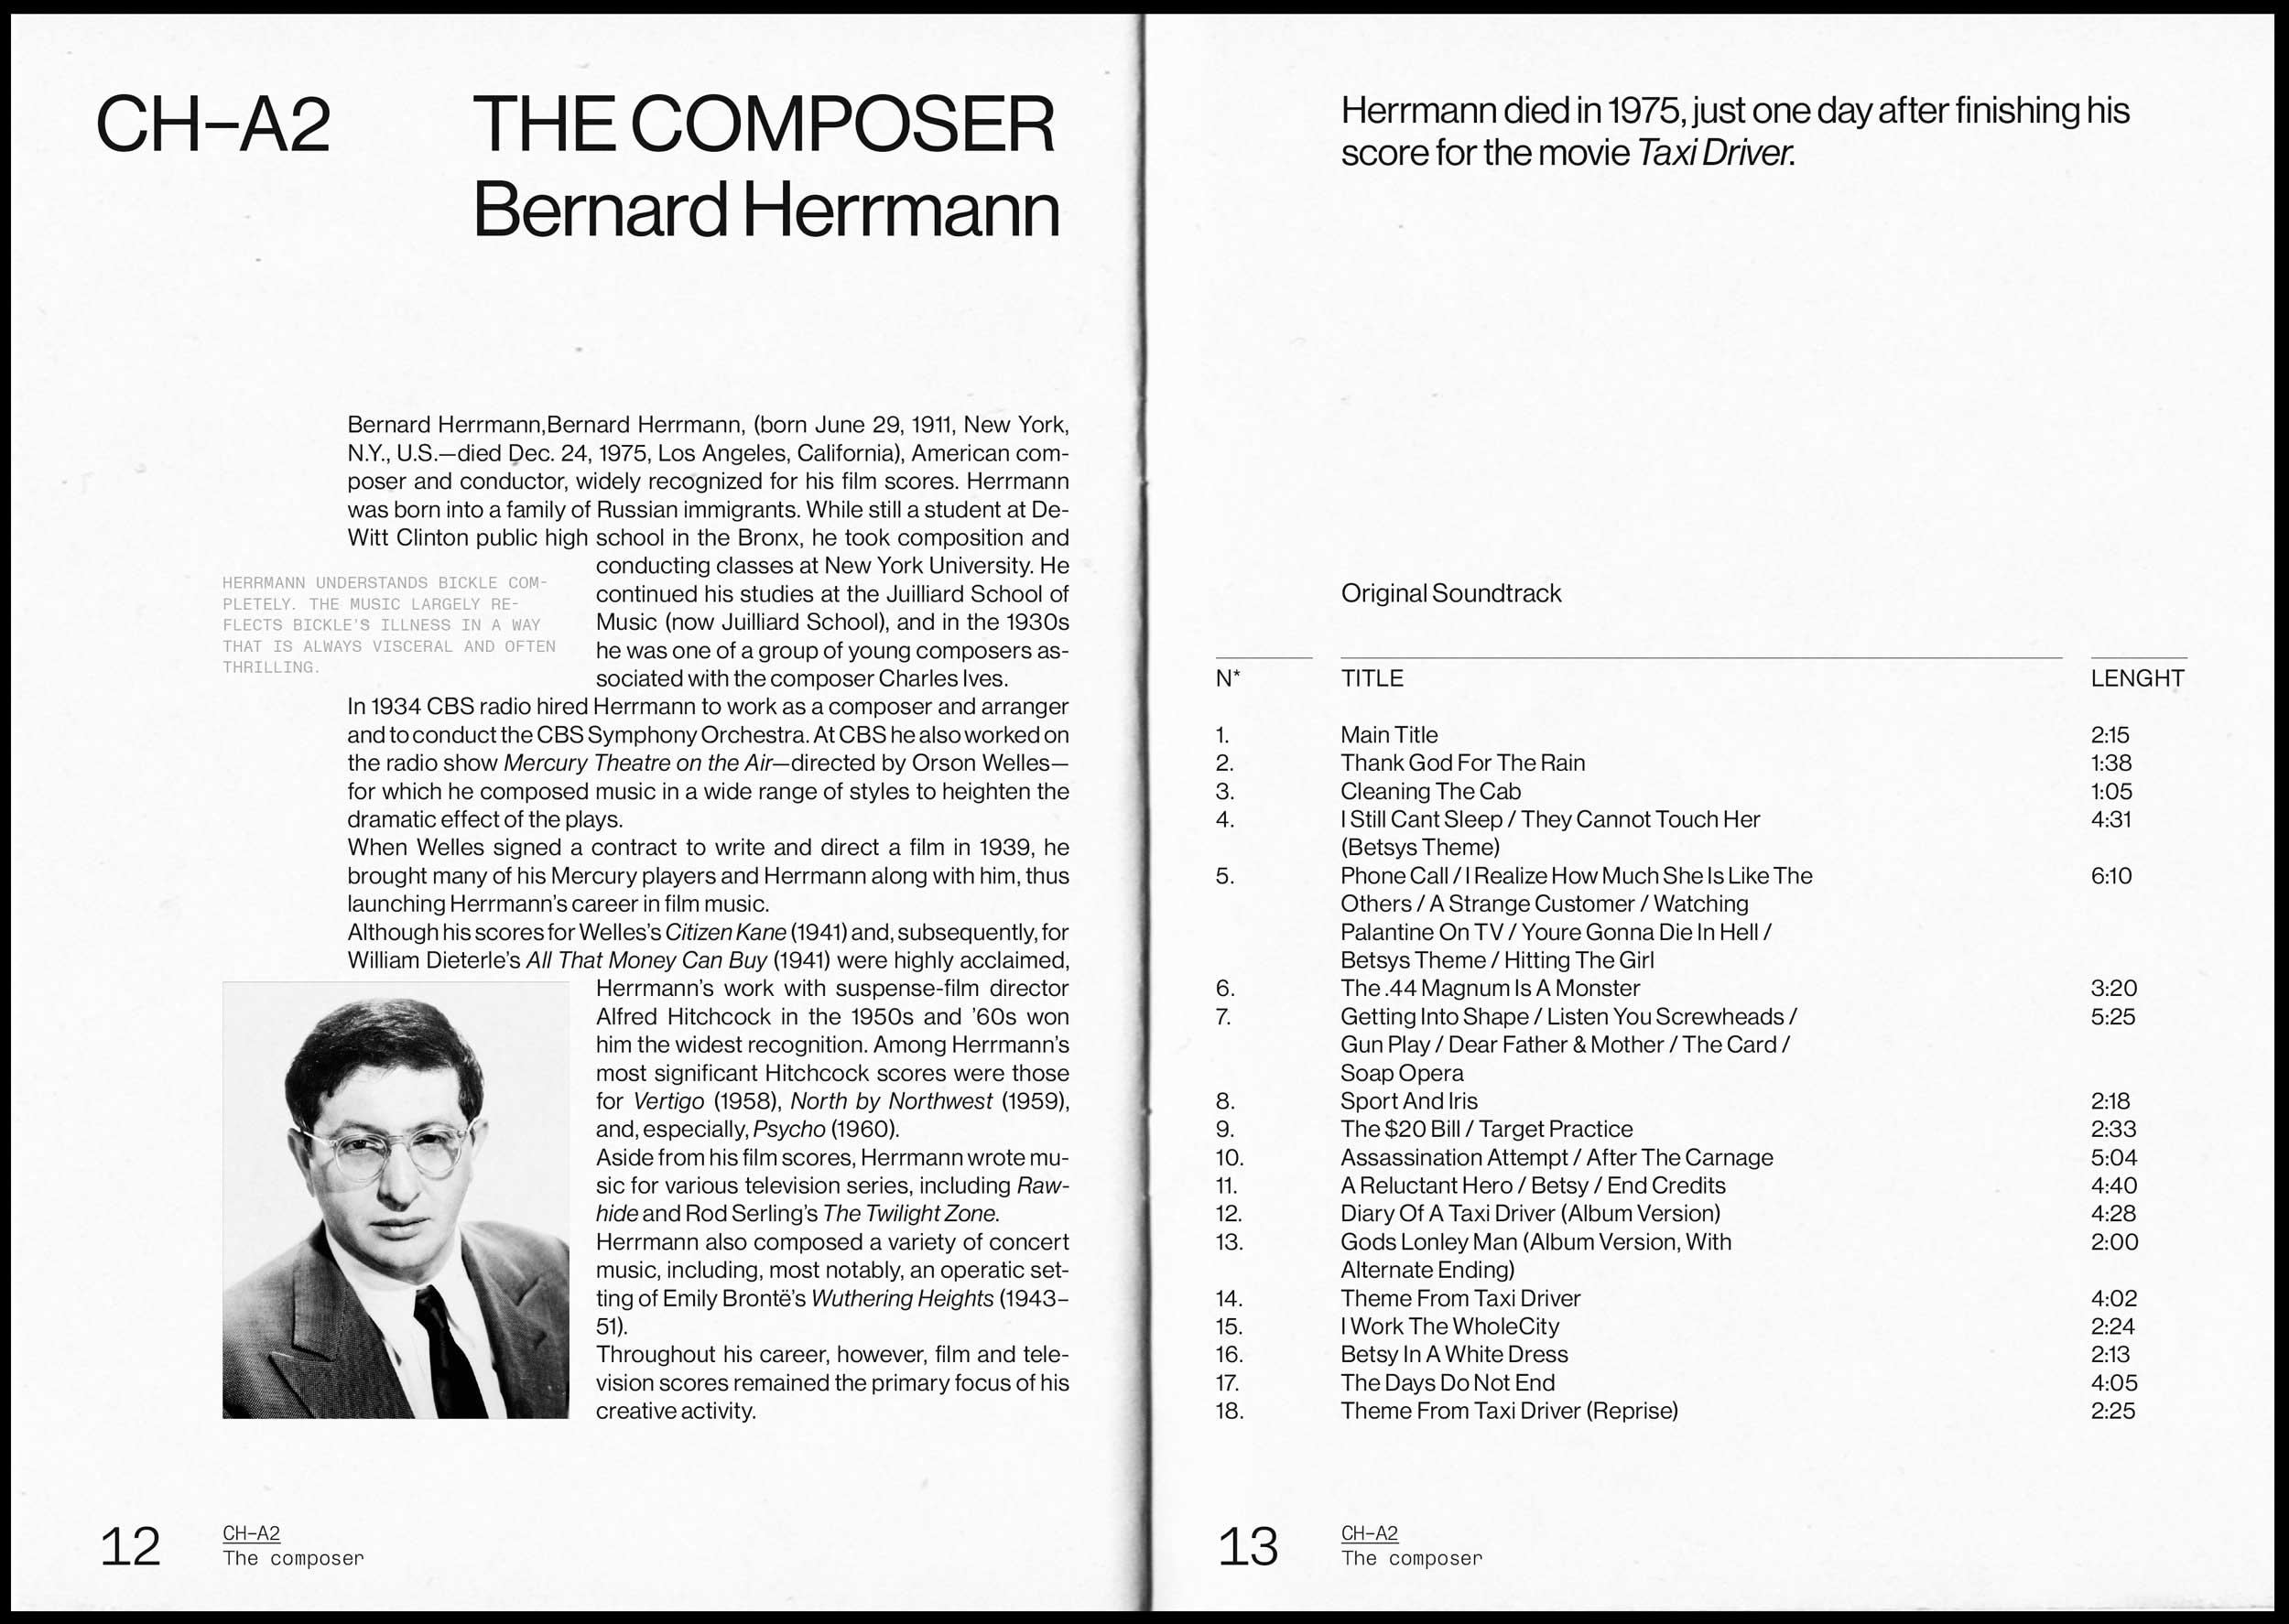 CH–A2
THE COMPOSER
Bernard Herrmann
Bernard Herrmann,Bernard Herrmann, (born June 29, 1911, New York,
N.Y., U.S.—died Dec. 24, 1975, Los Angeles, California), American com-
poser and conductor, widely recognized for his film scores. Herrmann
was born into a family of Russian immigrants. While still a student at De-
Witt Clinton public high school in the Bronx, he took composition and
conducting classes at New York University. He
continued his studies at the Juilliard School of
Music (now Juilliard School), and in the 1930s
he was one of a group of young composers as-
sociated with the composer Charles Ives.
HERRMANN UNDERSTANDS BICKLE COM-
PLETELY. THE MUSIC LARGELY RE-
FLECTS BICKLE'S ILLNESS IN A WAY
THAT IS ALWAYS VISCERAL AND OFTEN
THRILLING.
In 1934 CBS radio hired Herrmann to work as a composer and arranger
and to conduct the CBS Symphony Orchestra. At CBS he also worked on
the radio show Mercury Theatre on the Air—directed by Orson Welles—
for which he composed music in a wide range of styles to heighten the
dramatic effect of the plays.
When Welles signed a contract to write and direct a film in 1939, he
brought many of his Mercury players and Herrmann along with him, thus
launching Herrmann's career in film music.
Although his scores for Welles's Citizen Kane (1941) and, subsequently, for
William Dieterle's All That Money Can Buy (1941) were highly acclaimed,
Herrmann's work with suspense-film director
Alfred Hitchcock in the 1950s and '60s won
him the widest recognition. Among Herrmann's
most significant Hitchcock scores were those
for Vertigo (1958), North by Northwest (1959),
and, especially, Psycho (1960).
Aside from his film scores, Herrmann wrote mu-
sic for various television series, including Raw-
hide and Rod Serling's The Twilight Zone.
Herrmann also composed a variety of concert
music, including, most notably, an operatic set-
ting of Emily Brontë's Wuthering Heights (1943–
51).
Throughout his career, however, film and tele-
vision scores remained the primary focus of his
creative activity.
12
CH–A2
The composer
Herrmann died in 1975, just one day after finishing his
score for the movie Taxi Driver.
Original Soundtrack
N* TITLE LENGHT
1. Main Title 2:15
2. Thank God For The Rain 1:38
3. Cleaning The Cab 1:05
4. I Still Cant Sleep / They Cannot Touch Her 4:31
(Betsys Theme)
5. Phone Call / I Realize How Much She Is Like The 6:10
Others / A Strange Customer / Watching
Palantine On TV / Youre Gonna Die In Hell /
Betsys Theme / Hitting The Girl
6. The .44 Magnum Is A Monster 3:20
7. Getting Into Shape / Listen You Screwheads / 5:25
Gun Play / Dear Father & Mother / The Card /
Soap Opera
8. Sport And Iris 2:18
9. The $20 Bill / Target Practice 2:33
10. Assassination Attempt / After The Carnage 5:04
11. A Reluctant Hero / Betsy / End Credits 4:40
12. Diary Of A Taxi Driver (Album Version) 4:28
13. Gods Lonley Man (Album Version, With 2:00
Alternate Ending)
14. Theme From Taxi Driver 4:02
15. I Work The WholeCity 2:24
16. Betsy In A White Dress 2:13
17. The Days Do Not End 4:05
18. Theme From Taxi Driver (Reprise) 2:25
13
CH–A2
The composer